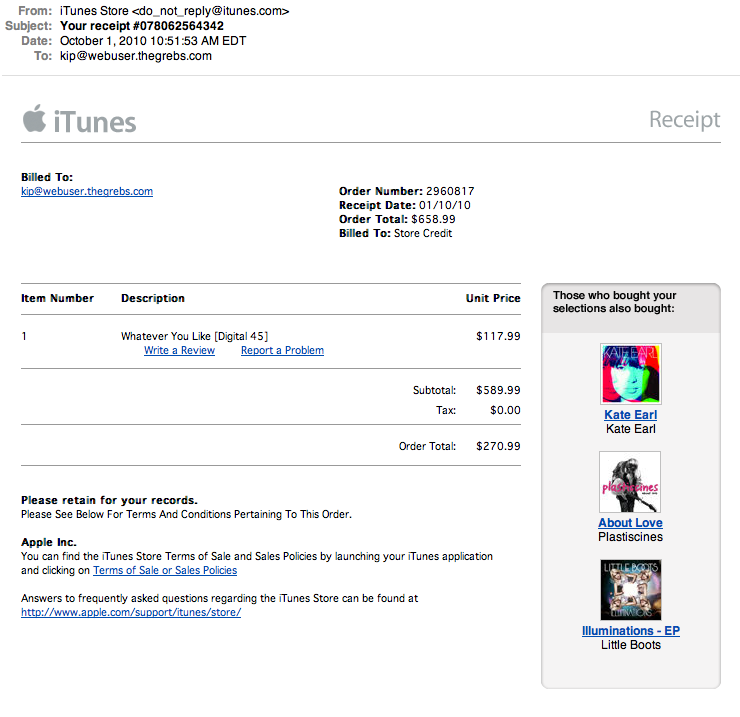 From: iTunes Store <do_not_reply@itunes.com>
Subject: Your receipt #078062564342
Date: October 1, 2010 10:51:53 AM EDT
To: kip@webuser.thegrebs.com
iTunes
Receipt
Billed To:
kip@webuser.thegrebs.com
Order Number: 2960817
Receipt Date: 01/10/10
Order Total: $658.99
Billed To: Store Credit
Item Number Description Unit Price
1 Whatever You Like [Digital 45] $117.99
Write a Review Report a Problem
Subtotal: $589.99
Tax: $0.00
Order Total: $270.99
Please retain for your records.
Please See Below For Terms And Conditions Pertaining To This Order.
Apple Inc.
You can find the iTunes Store Terms of Sale and Sales Policies by launching your iTunes application
and clicking on Terms of Sale or Sales Policies
Answers to frequently asked questions regarding the iTunes Store can be found at
http://www.apple.com/support/itunes/store/
Those who bought your
selections also bought:
KATE EARL
Kate Earl
Kate Earl
plastiscines
About Love
Plastiscines
LITTLE BOOTS
ILLUMINATIONS
Illuminations - EP
Little Boots